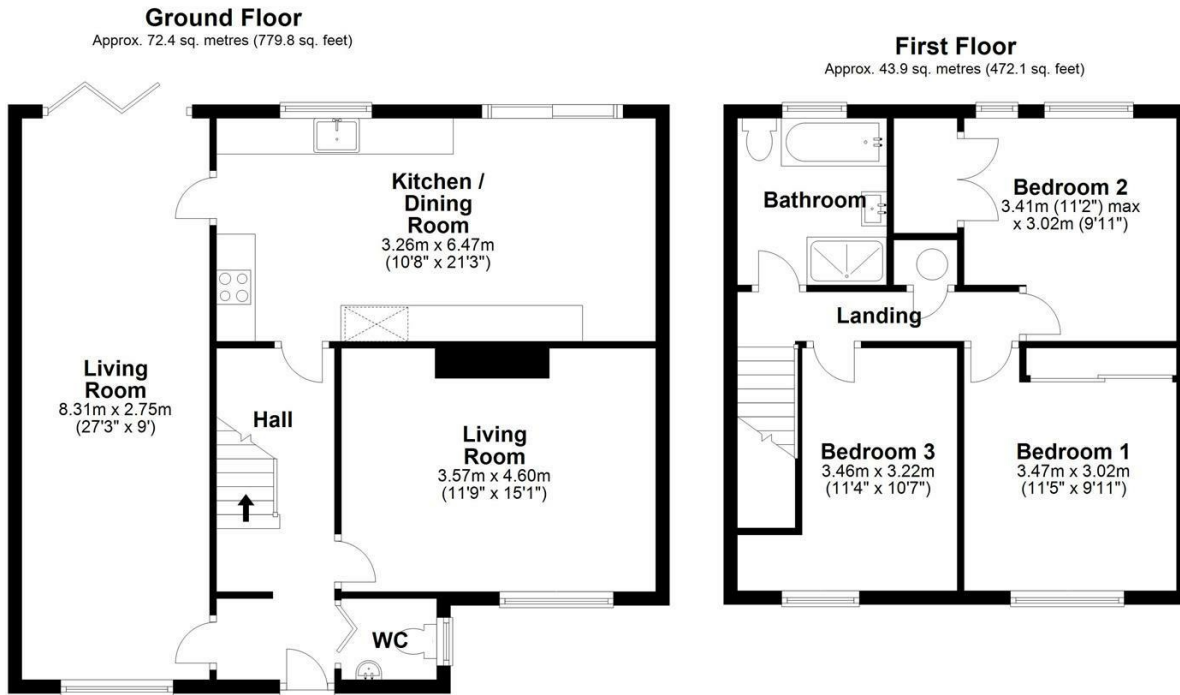 Ground Floor
Approx. 72.4 sq. metres (779.8 sq. feet)
Kitchen /
Dining
Room
3.26m x 6.47m
(10'8" x 21'3")
Living
Room
8.31m x 2.75m
(27'3" x 9')
Hall
Living
Room
3.57m x 4.60m
(11'9" x 15'1")
WC
First Floor
Approx. 43.9 sq. metres (472.1 sq. feet)
Bathroom
Bedroom 2
3.41m (11'2") max
x 3.02m (9'11")
Landing
Bedroom 3
3.46m x 3.22m
(11'4" x 10'7")
Bedroom 1
3.47m x 3.02m
(11'5" x 9'11")